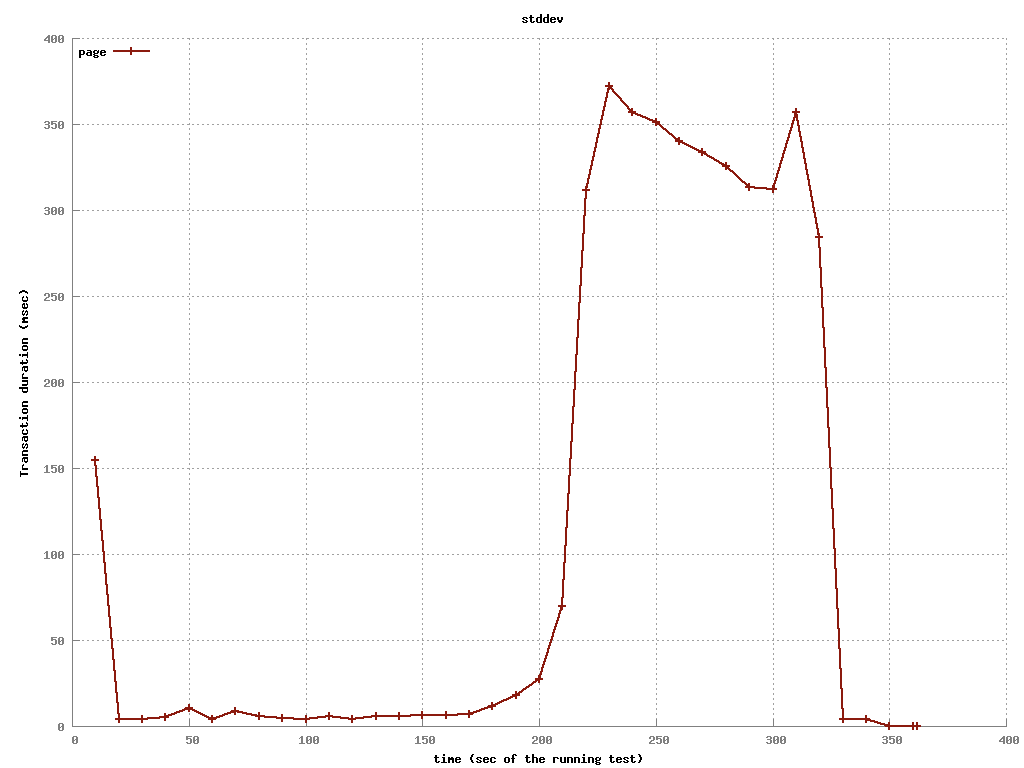 stddev
page
400
350
300
250
200
150
100
50
0
Transaction duration (msec)
0 50 100 150 200 250 300 350 400
time (sec of the running test)